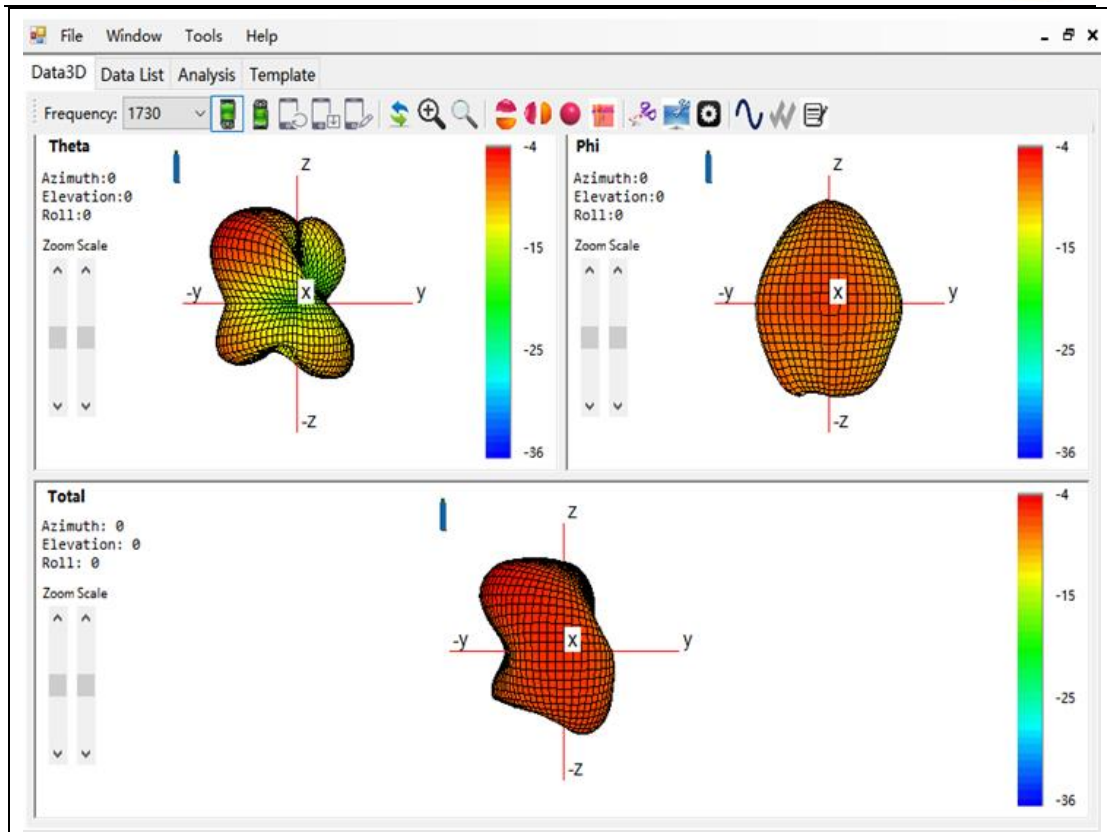 File Window Tools Help
Data3D Data List Analysis Template
Frequency: 1730
Theta
Azimuth:0
Elevation:0
Roll:0
Zoom Scale
Z
-y
X
y
-Z
-4
-15
-25
-36
Phi
Azimuth:0
Elevation:0
Roll:0
Zoom Scale
Z
-y
X
y
-Z
-4
-15
-25
-36
Total
Azimuth: 0
Elevation: 0
Roll: 0
Zoom Scale
Z
-y
X
y
-Z
-4
-15
-25
-36